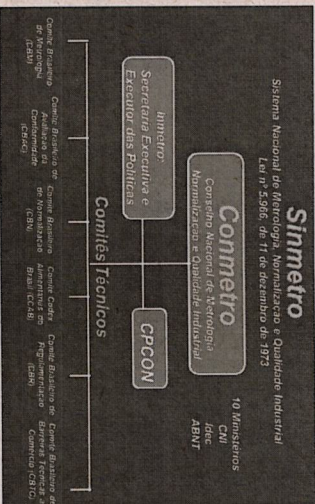 Sinmetro
Sistema Nacional de Metrologia, Normalização e Qualidade Industrial
Lei nº 5.966, de 11 de dezembro de 1973
Conmetro
Conselho Nacional de Metrologia
Normalização e Qualidade Industrial
10 Ministérios
CNI
Idec
ABNT
Inmetro:
Secretaria Executiva e
Executor das Políticas
CPCON
Comitês Técnicos
Comitê Brasileiro
de Metrologia
(CBM)
Comitê Brasileiro de
Avaliação da
Conformidade
(CBAC)
Comitê Brasileiro
de Normalização
(CBN)
Comitê Codex
Alimentarius do
Brasil (CCAB)
Comitê Brasileiro de
Regulamentação
(CBR)
Comitê Brasileiro de
Barreiras Técnicas a
Comércio (CBTC)